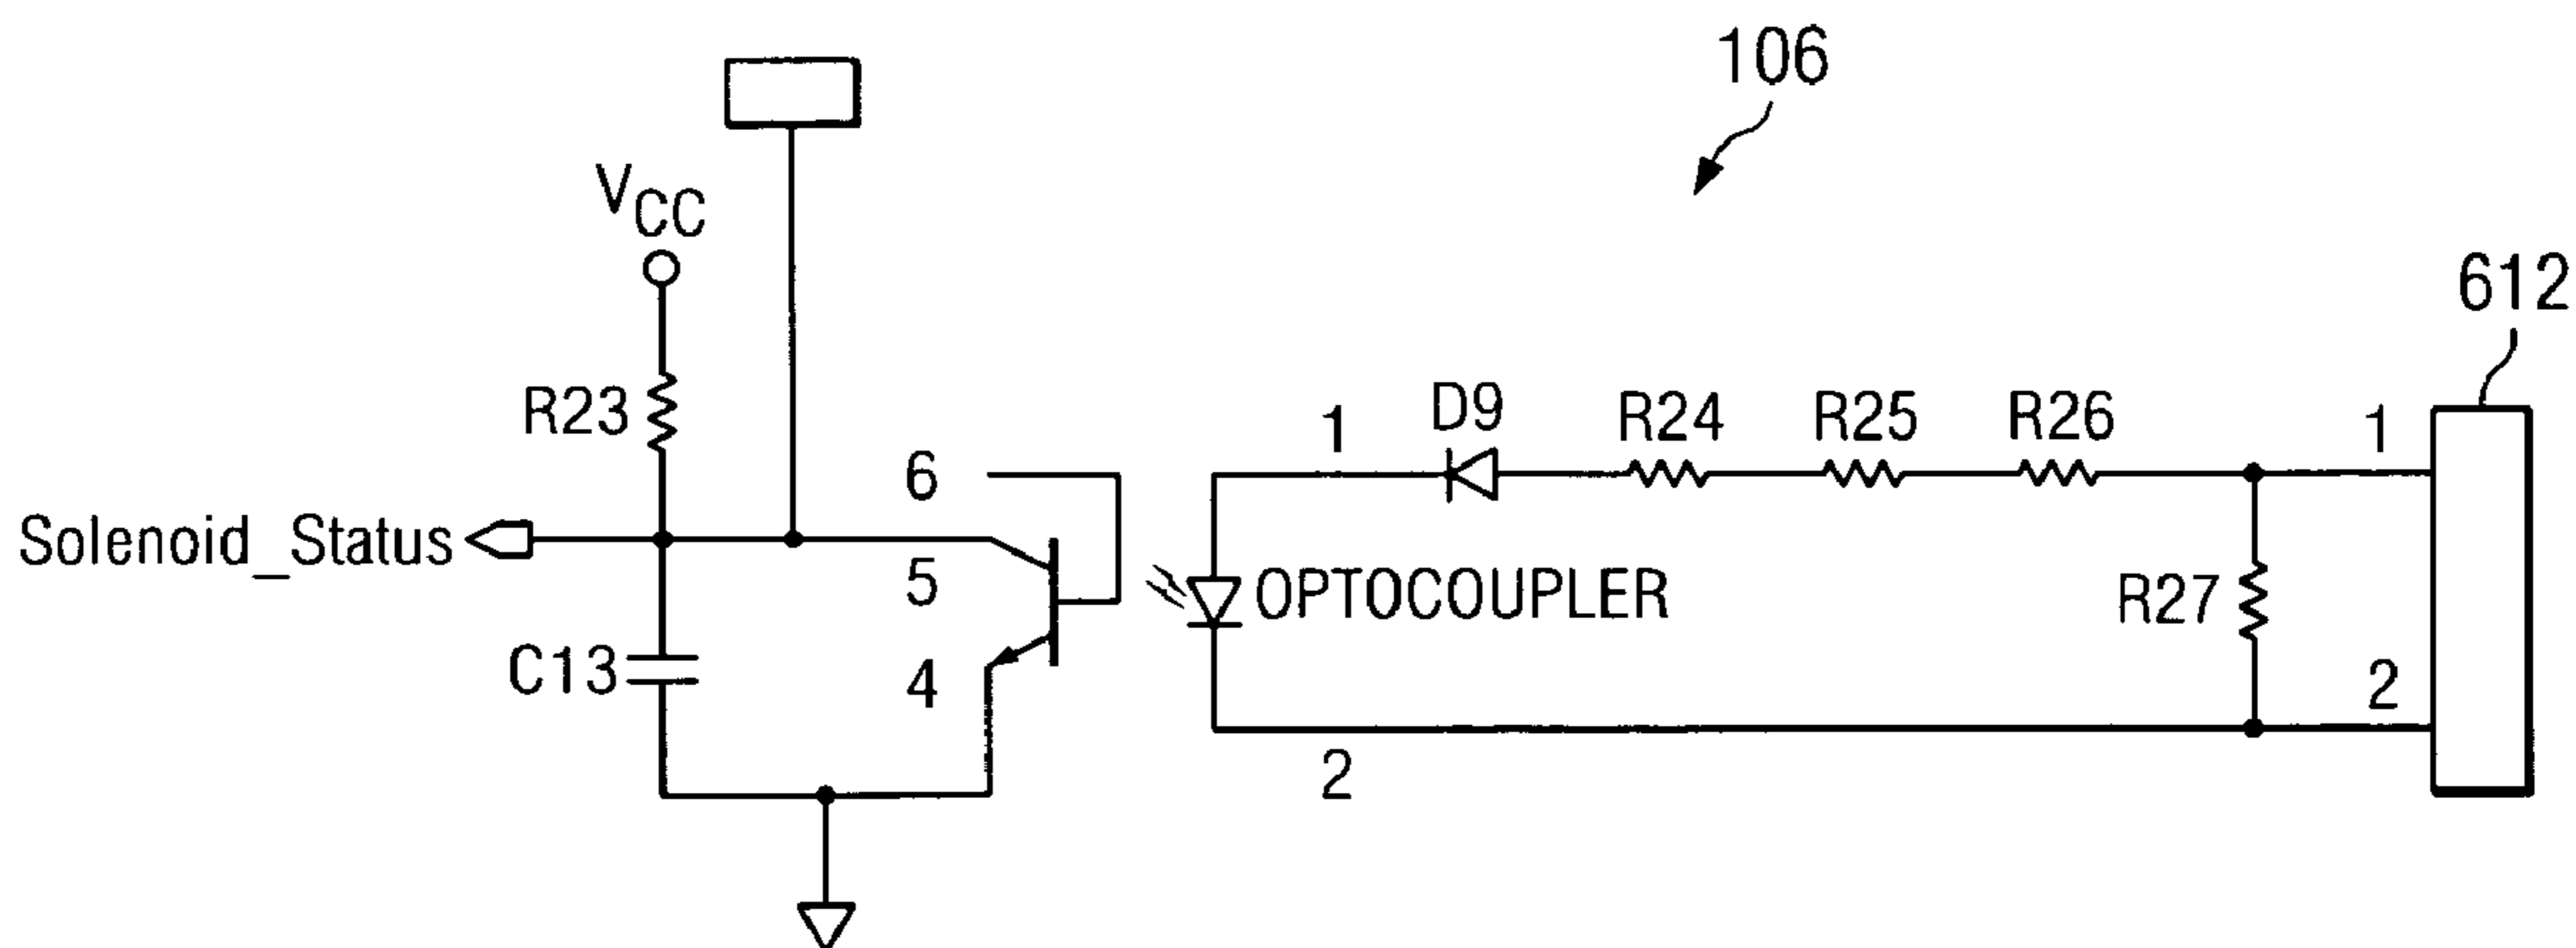 106
VCC
612
R23
D9
R24
R25
R26
1
1
6
Solenoid_Status
5
OPTOCOUPLER
R27
C13
4
2
2